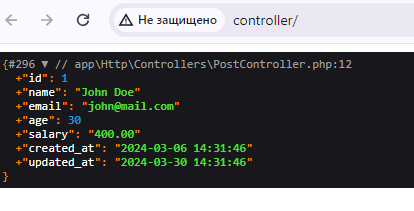 Не защищено controller/
{#296 ▼ // app\Http\Controllers\PostController.php:12
+"id": 1
+"name": "John Doe"
+"email": "john@mail.com"
+"age": 30
+"salary": "400.00"
+"created_at": "2024-03-06 14:31:46"
+"updated_at": "2024-03-30 14:31:46"
}